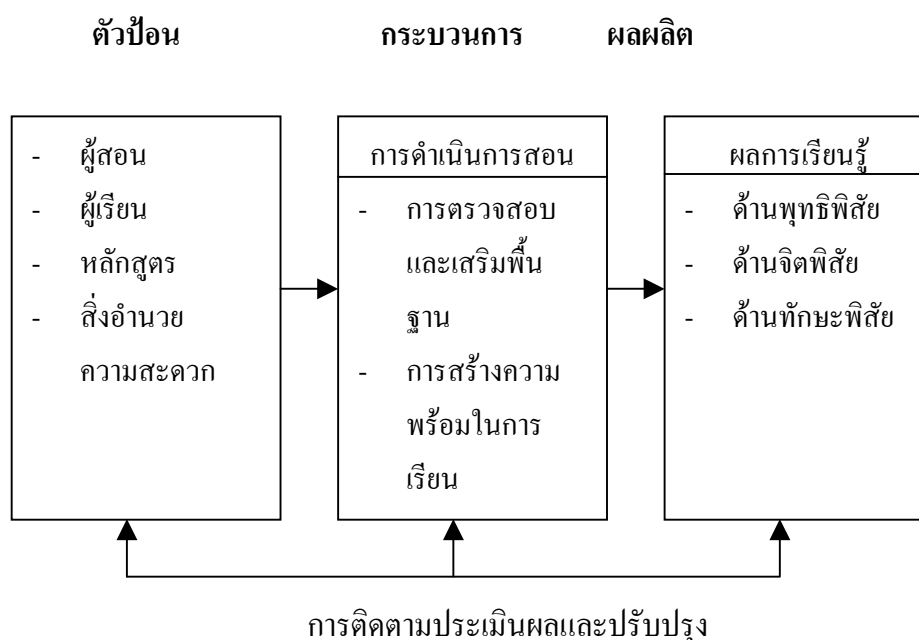 ตัวป้อน กระบวนการ ผลผลิต
- ผู้สอน
- ผู้เรียน
- หลักสูตร
- สิ่งอำนวย
ความสะดวก
การดำเนินการสอน
- การตรวจสอบ
และเสริมพื้น
ฐาน
- การสร้างความ
พร้อมในการ
เรียน
ผลการเรียนรู้
- ด้านพุทธิพิสัย
- ด้านจิตพิสัย
- ด้านทักษะพิสัย
การติดตามประเมินผลและปรับปรุง